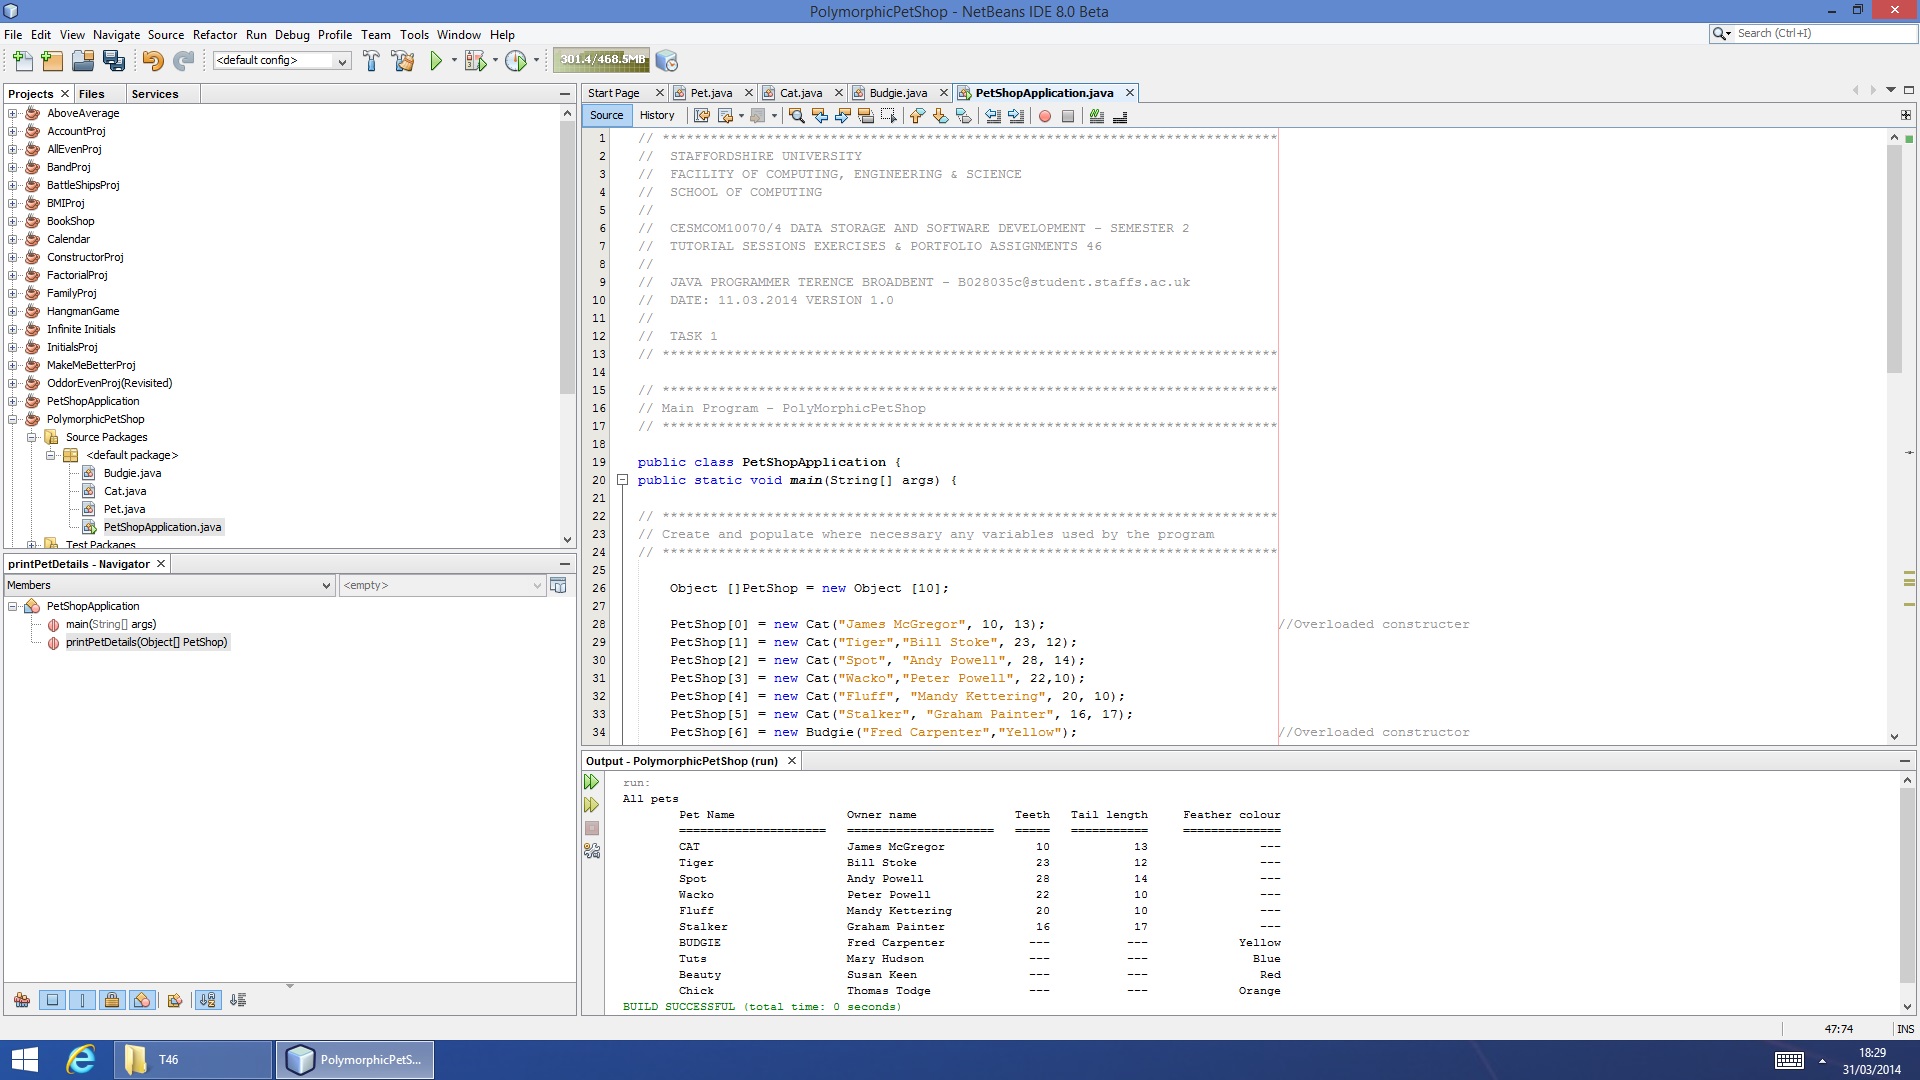 PolymorphicPetShop - NetBeans IDE 8.0 Beta
File Edit View Navigate Source Refactor Run Debug Profile Team Tools Window Help
Search (Ctrl+I)
<default config>
301.4/468.5MB
Projects Files Services
AboveAverage
AccountProj
AllEvenProj
BandProj
BattleShipsProj
BMIProj
BookShop
Calendar
ConstructorProj
FactorialProj
FamilyProj
HangmanGame
Infinite Initials
InitialsProj
MakeMeBetterProj
OddorEvenProj(Revisited)
PetShopApplication
PolymorphicPetShop
Source Packages
<default package>
Budgie.java
Cat.java
Pet.java
PetShopApplication.java
Test Packages
printPetDetails - Navigator
Members <empty>
PetShopApplication
main(String[] args)
printPetDetails(Object[] PetShop)
Start Page Pet.java Cat.java Budgie.java PetShopApplication.java
Source History
1 // *****************************************************************************
2 // STAFFORDSHIRE UNIVERSITY
3 // FACILITY OF COMPUTING, ENGINEERING & SCIENCE
4 // SCHOOL OF COMPUTING
5 //
6 // CESMCOM10070/4 DATA STORAGE AND SOFTWARE DEVELOPMENT - SEMESTER 2
7 // TUTORIAL SESSIONS EXERCISES & PORTFOLIO ASSIGNMENTS 46
8 //
9 // JAVA PROGRAMMER TERENCE BROADBENT - B028035c@student.staffs.ac.uk
10 // DATE: 11.03.2014 VERSION 1.0
11 //
12 // TASK 1
13 // *****************************************************************************
14
15 // *****************************************************************************
16 // Main Program - PolyMorphicPetShop
17 // *****************************************************************************
18
19 public class PetShopApplication {
20 public static void main(String[] args) {
21
22 // *****************************************************************************
23 // Create and populate where necessary any variables used by the program
24 // *****************************************************************************
25
26 Object []PetShop = new Object [10];
27
28 PetShop[0] = new Cat("James McGregor", 10, 13); //Overloaded constructer
29 PetShop[1] = new Cat("Tiger","Bill Stoke", 23, 12);
30 PetShop[2] = new Cat("Spot", "Andy Powell", 28, 14);
31 PetShop[3] = new Cat("Wacko","Peter Powell", 22,10);
32 PetShop[4] = new Cat("Fluff", "Mandy Kettering", 20, 10);
33 PetShop[5] = new Cat("Stalker", "Graham Painter", 16, 17);
34 PetShop[6] = new Budgie("Fred Carpenter","Yellow"); //Overloaded constructor
Output - PolymorphicPetShop (run)
run:
All pets
Pet Name Owner name Teeth Tail length Feather colour
===================== ===================== ===== =========== ==============
CAT James McGregor 10 13 ---
Tiger Bill Stoke 23 12 ---
Spot Andy Powell 28 14 ---
Wacko Peter Powell 22 10 ---
Fluff Mandy Kettering 20 10 ---
Stalker Graham Painter 16 17 ---
BUDGIE Fred Carpenter --- --- Yellow
Tuts Mary Hudson --- --- Blue
Beauty Susan Keen --- --- Red
Chick Thomas Todge --- --- Orange
BUILD SUCCESSFUL (total time: 0 seconds)
47:74 INS
T46
PolymorphicPetS...
18:29
31/03/2014